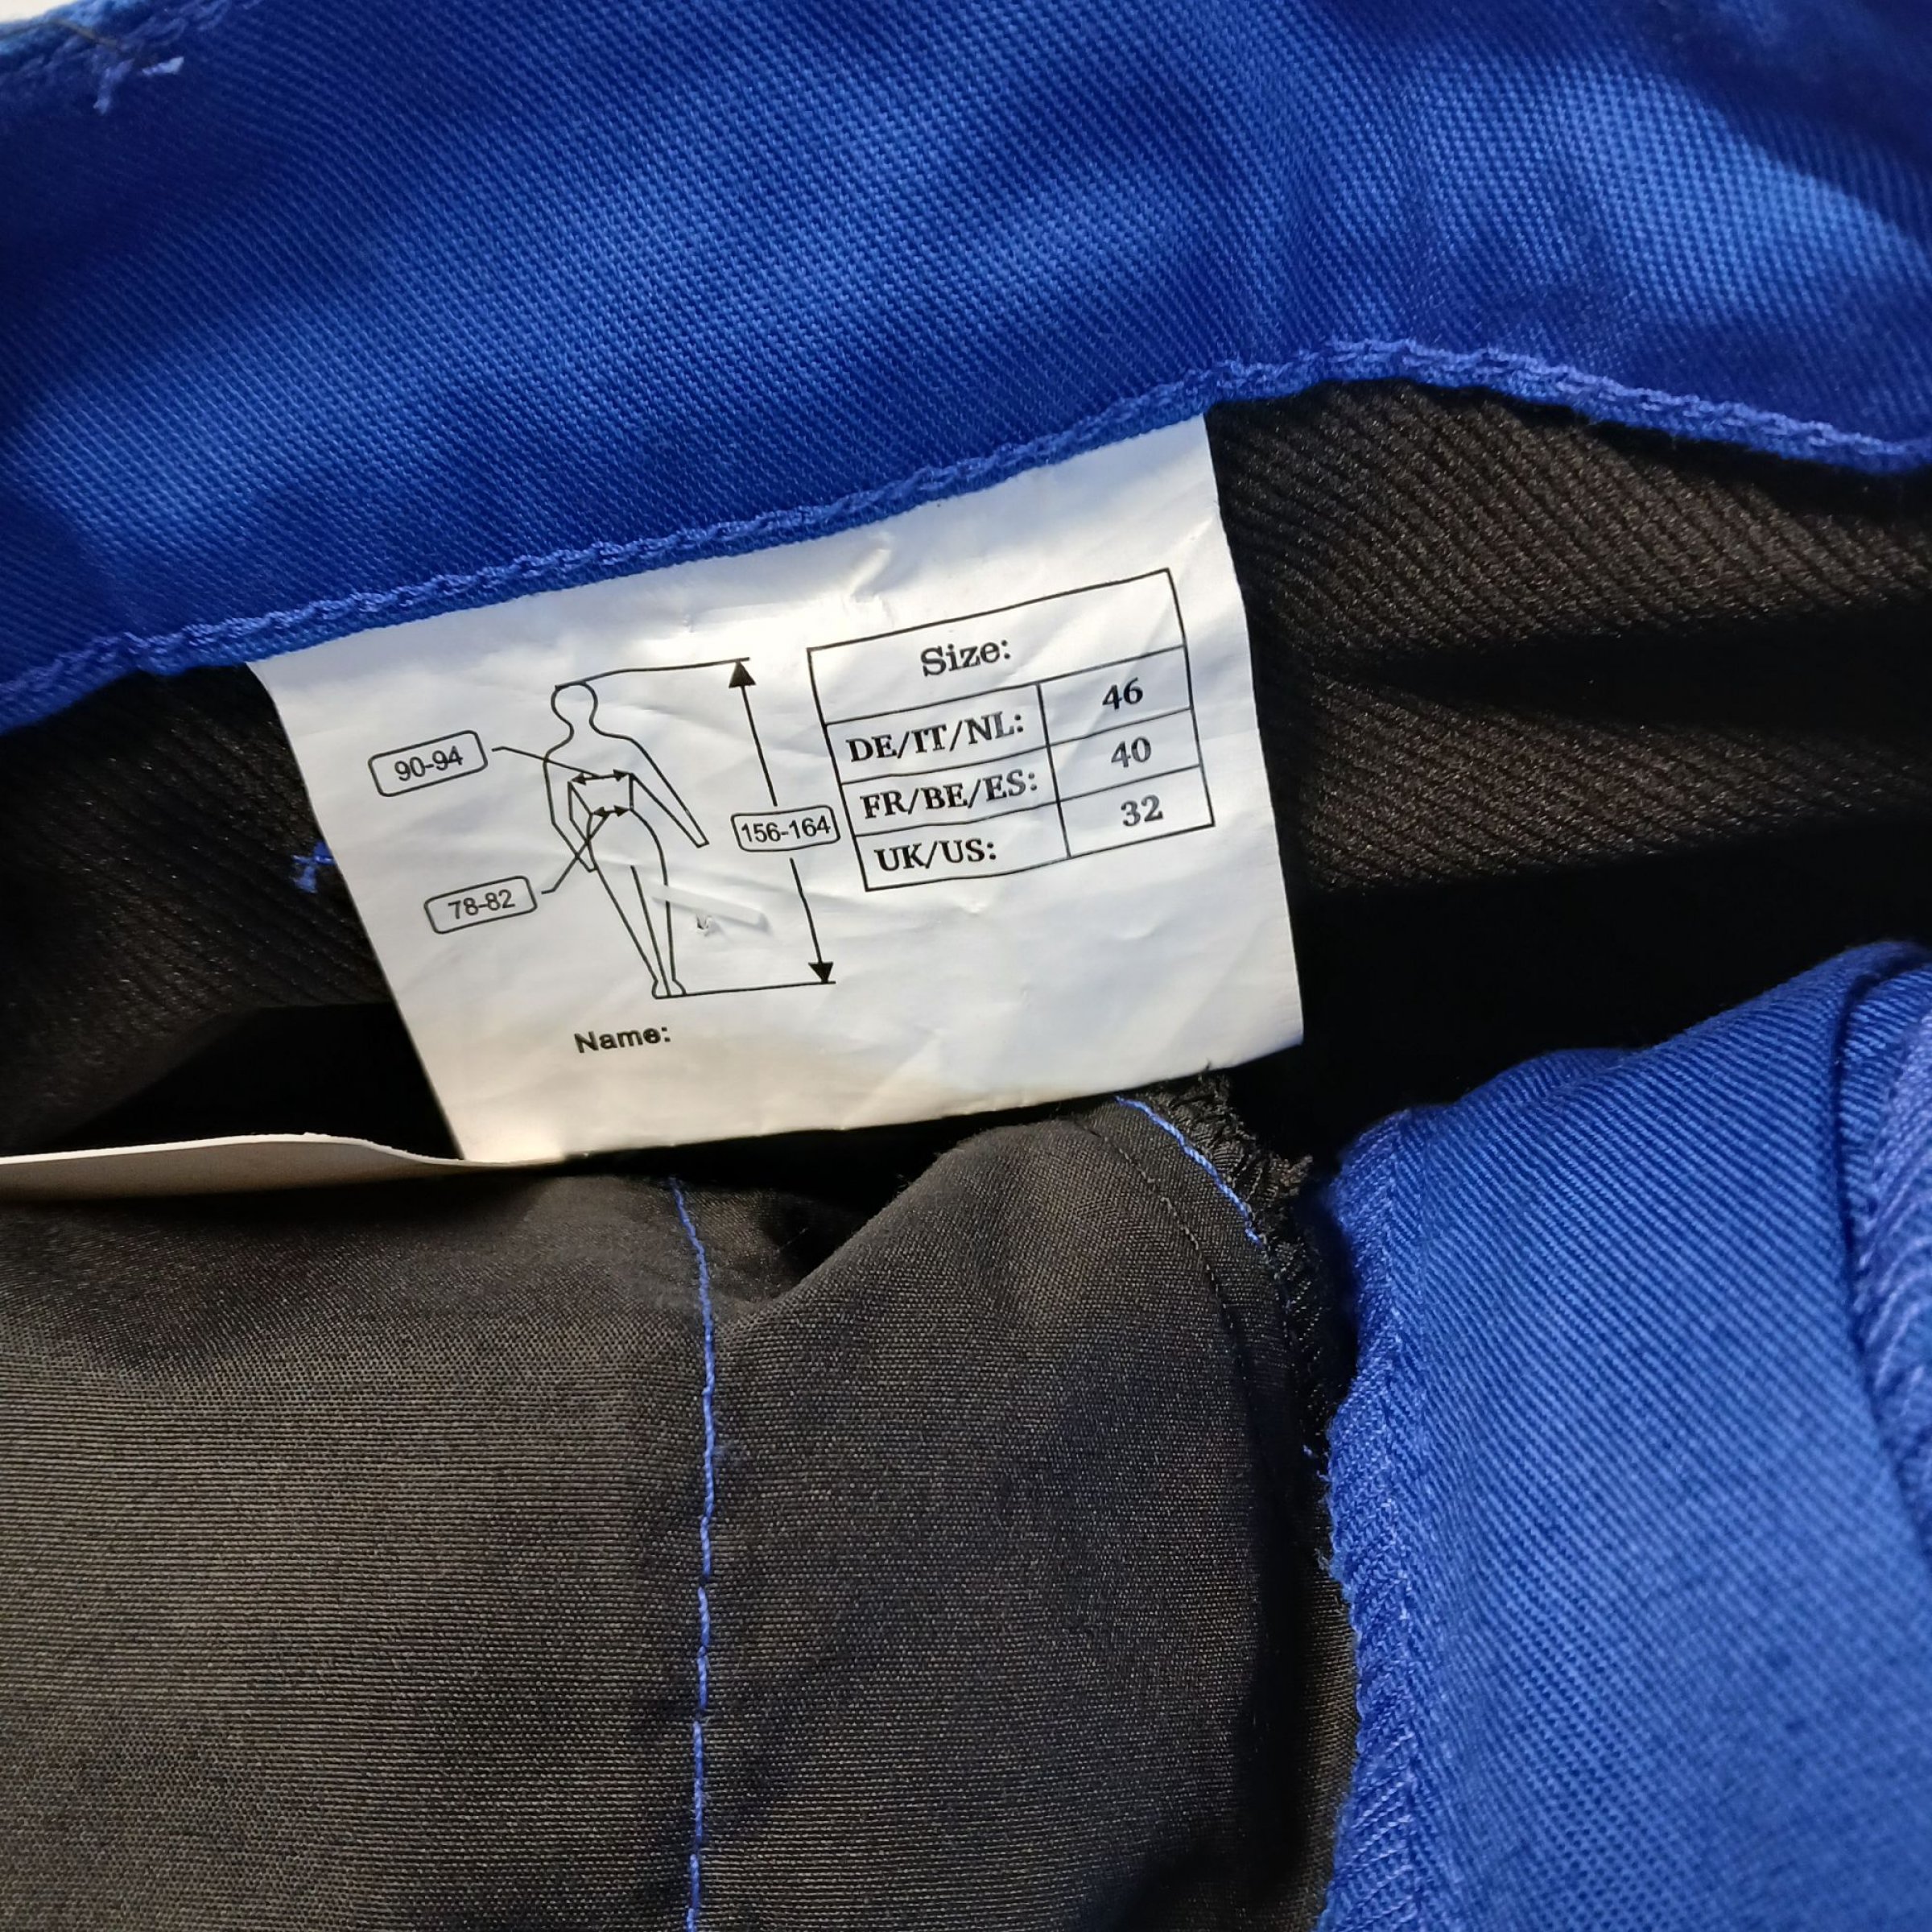 Size:
DE/IT/NL: 46
FR/BE/ES: 40
UK/US: 32
90-94
156-164
78-82
Name: